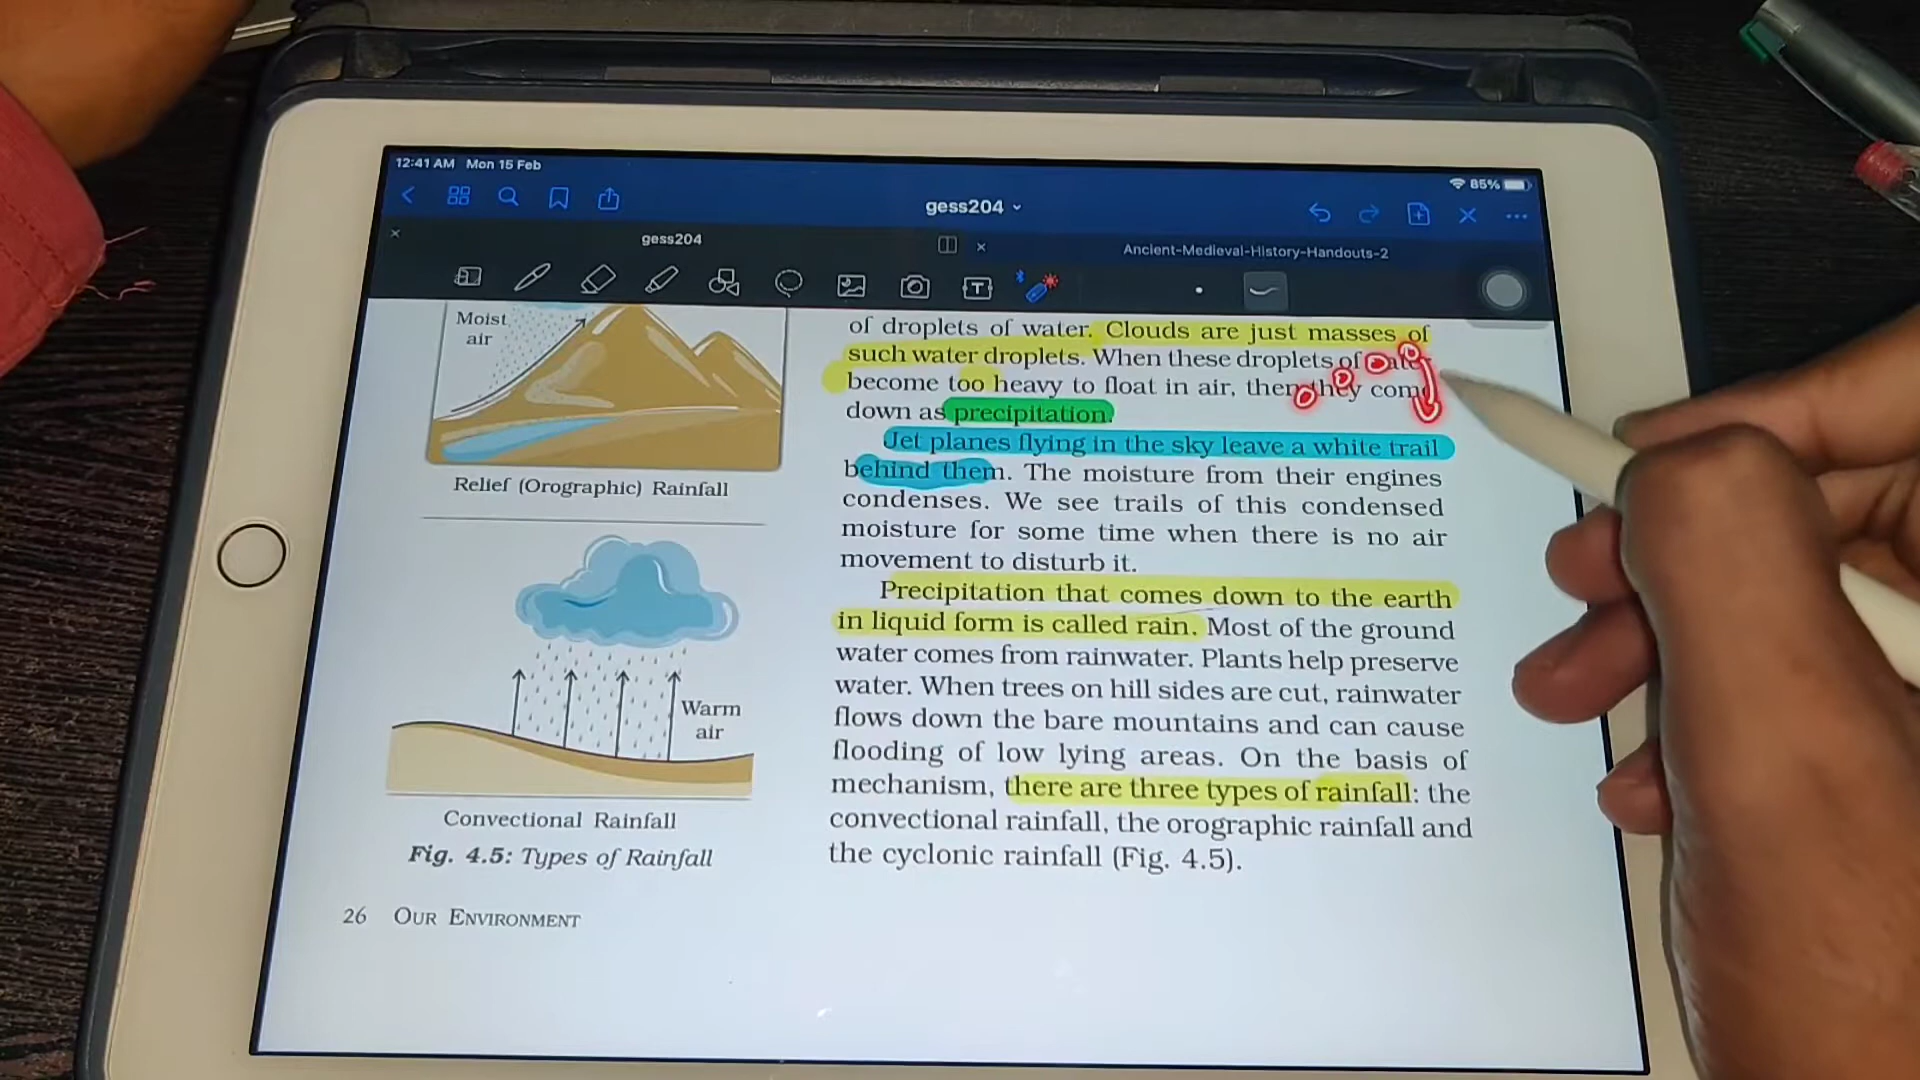 12:41 AM Mon 15 Feb
85%
gess204
gess204
Ancient-Medieval-History-Handouts-2
T
Moist
air
Relief (Orographic) Rainfall
Warm
air
Convectional Rainfall
Fig. 4.5: Types of Rainfall
26 OUR ENVIRONMENT
of droplets of water. Clouds are just masses of
such water droplets. When these droplets of
become too heavy to float in air, then they come
down as precipitation.
Jet planes flying in the sky leave a white trail
behind them. The moisture from their engines
condenses. We see trails of this condensed
moisture for some time when there is no air
movement to disturb it.
Precipitation that comes down to the earth
in liquid form is called rain. Most of the ground
water comes from rainwater. Plants help preserve
water. When trees on hill sides are cut, rainwater
flows down the bare mountains and can cause
flooding of low lying areas. On the basis of
mechanism, there are three types of rainfall: the
convectional rainfall, the orographic rainfall and
the cyclonic rainfall (Fig. 4.5).